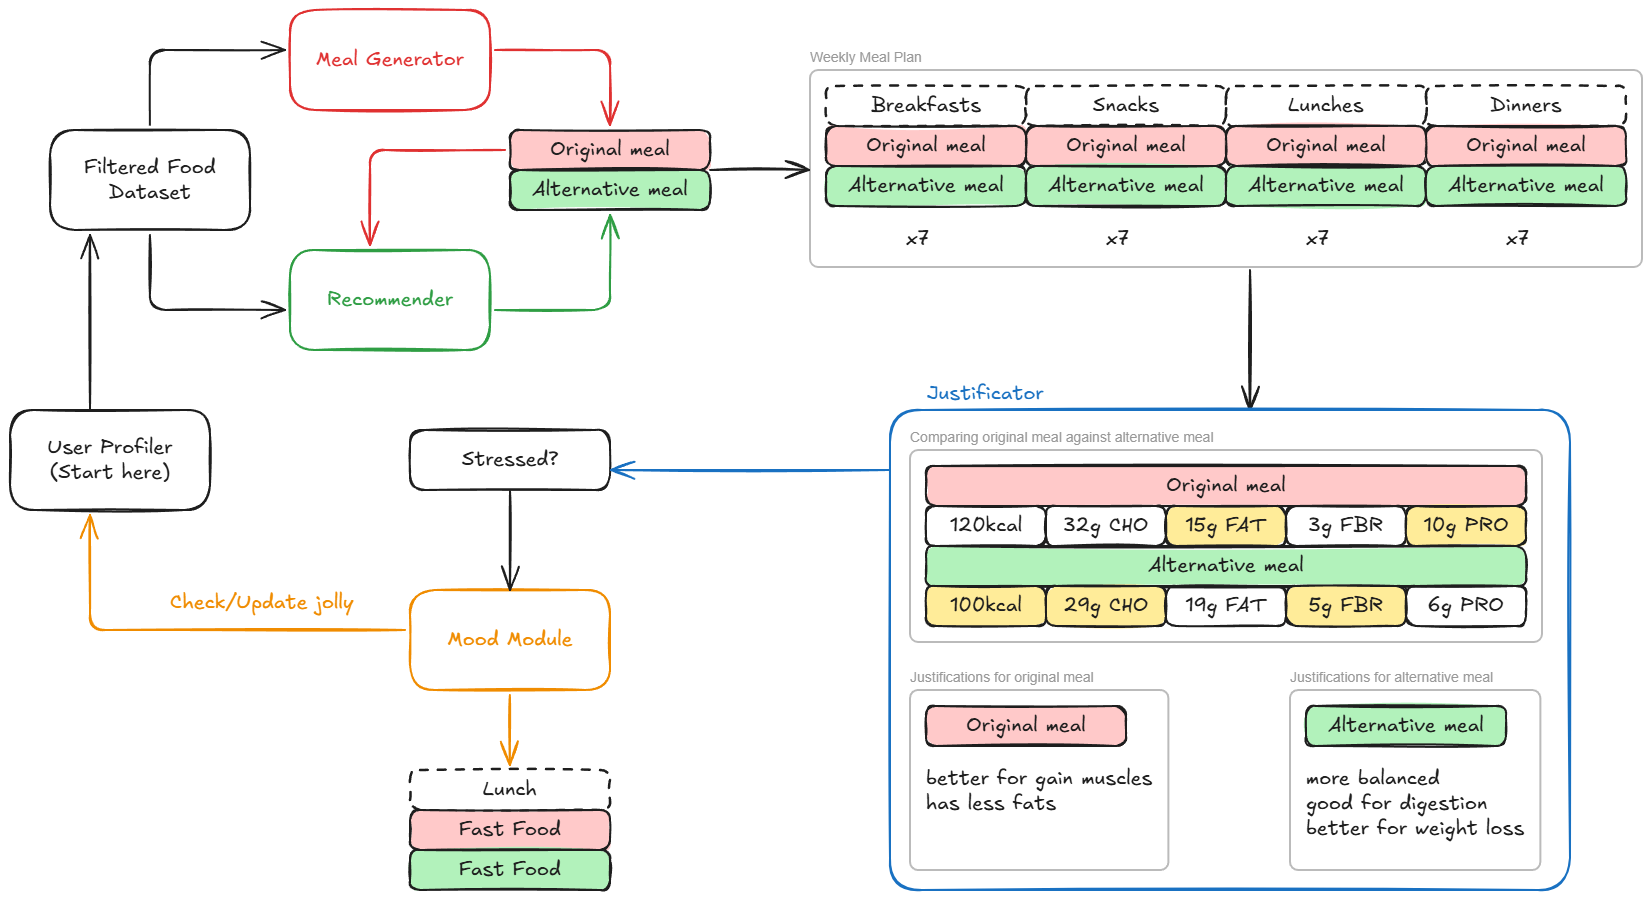 Meal Generator
Filtered Food
Dataset
Original meal
Alternative meal
Recommender
Weekly Meal Plan
Breakfasts
Snacks
Lunches
Dinners
Original meal
Original meal
Original meal
Original meal
Alternative meal
Alternative meal
Alternative meal
Alternative meal
x7
x7
x7
x7
User Profiler
(Start here)
Stressed?
Check/Update jolly
Mood Module
Lunch
Fast Food
Fast Food
Justificator
Comparing original meal against alternative meal
Original meal
120kcal
32g CHO
15g FAT
3g FBR
10g PRO
Alternative meal
100kcal
29g CHO
19g FAT
5g FBR
6g PRO
Justifications for original meal
Original meal
better for gain muscles
has less fats
Justifications for alternative meal
Alternative meal
more balanced
good for digestion
better for weight loss